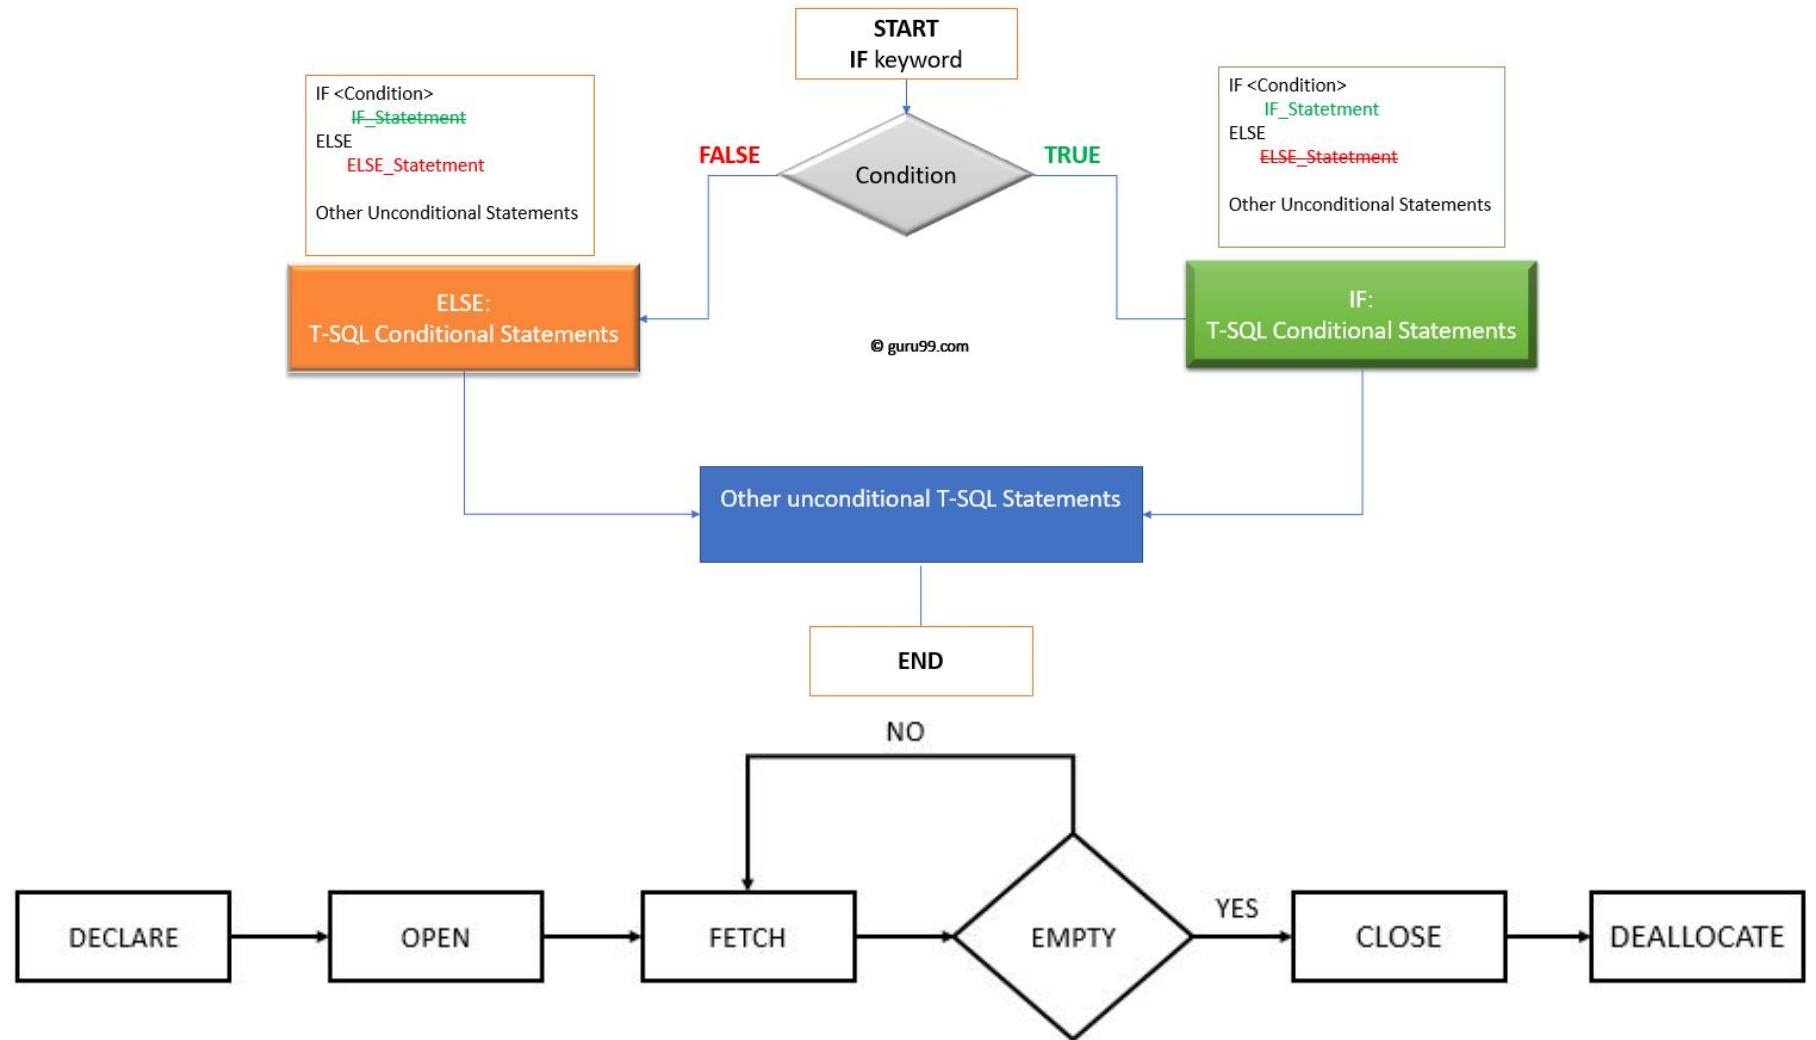 START
IF keyword
IF <Condition>
IF_Statetment
ELSE
ELSE_Statetment
Other Unconditional Statements
FALSE
Condition
TRUE
IF <Condition>
IF_Statetment
ELSE
ELSE_Statetment
Other Unconditional Statements
ELSE:
T-SQL Conditional Statements
IF:
T-SQL Conditional Statements
© guru99.com
Other unconditional T-SQL Statements
END
NO
DECLARE
OPEN
FETCH
EMPTY
YES
CLOSE
DEALLOCATE